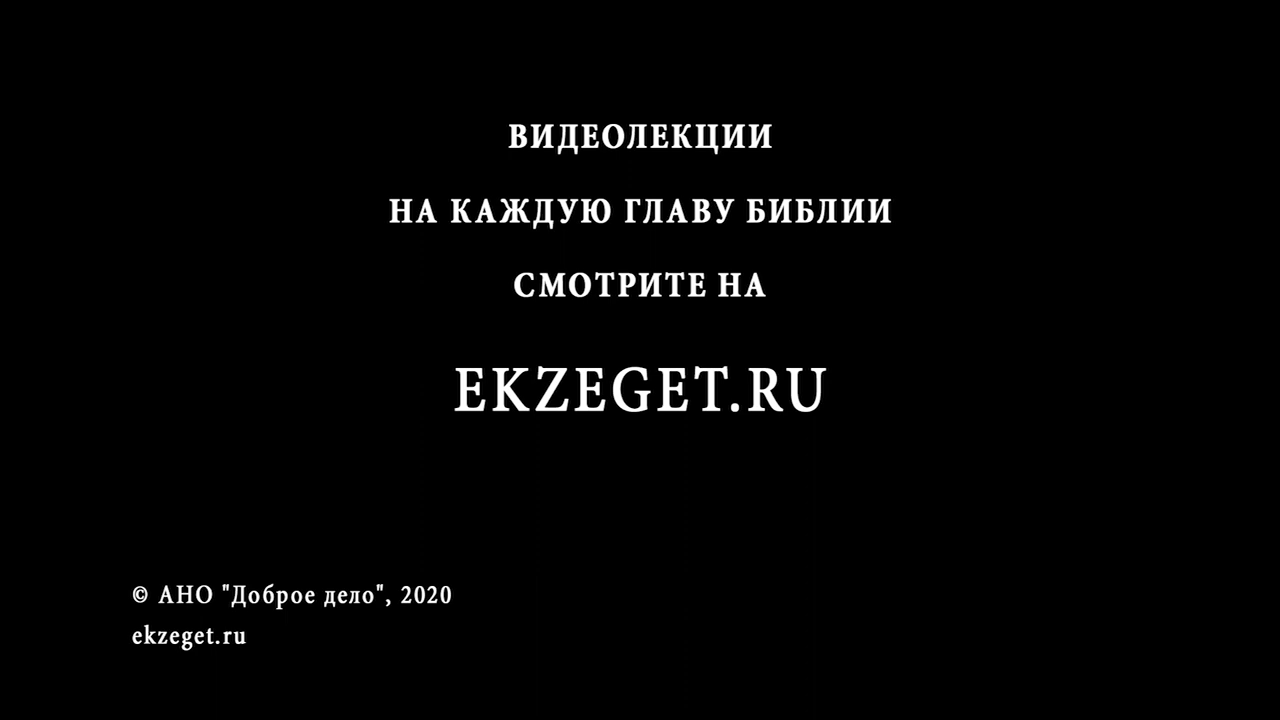 ВИДЕОЛЕКЦИИ
НА КАЖДУЮ ГЛАВУ БИБЛИИ
СМОТРИТЕ НА
EKZEGET.RU
© АНО "Доброе дело", 2020
ekzeget.ru